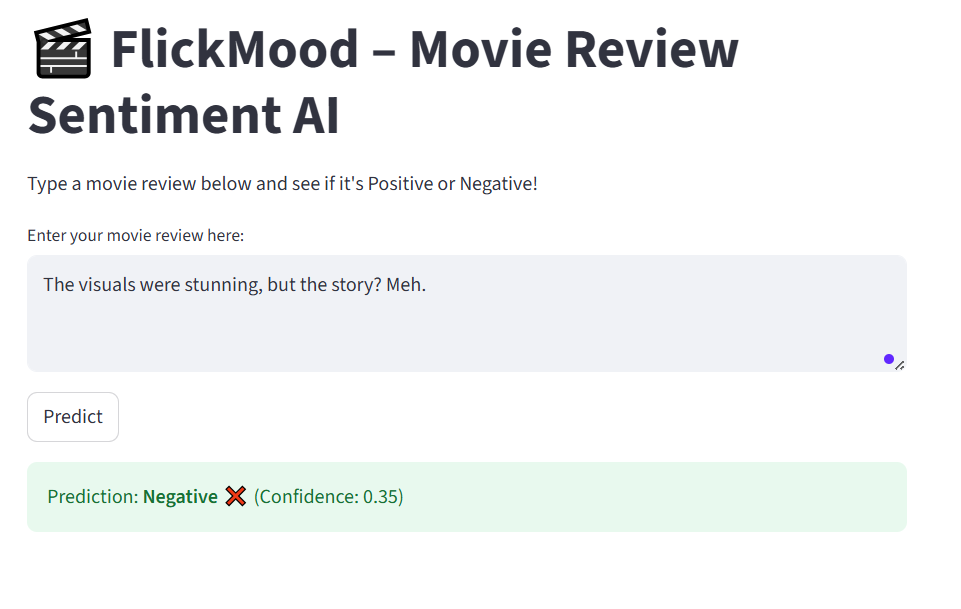 🎬 FlickMood – Movie Review
Sentiment AI
Type a movie review below and see if it's Positive or Negative!
Enter your movie review here:
The visuals were stunning, but the story? Meh.
Predict
Prediction: Negative ❌ (Confidence: 0.35)